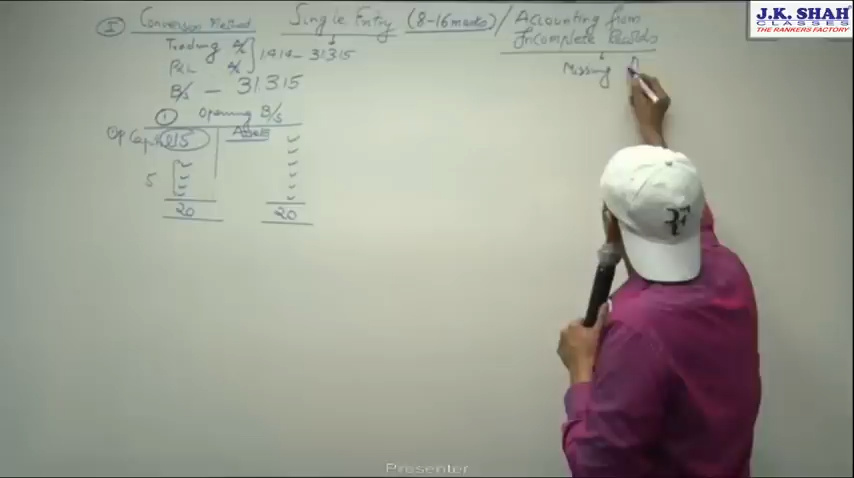 I Conversion Method
Single Entry (8-16 marks) / Accounting from
Incomplete Records
Trading A/c
P&L A/c
1.4.14 - 31.3.15
B/s - 31.3.15
Missing
1 Opening B/s
Op Cap 15
Assets
5
20
20
J.K. SHAH®
CLASSES
THE RANKERS FACTORY
Presenter